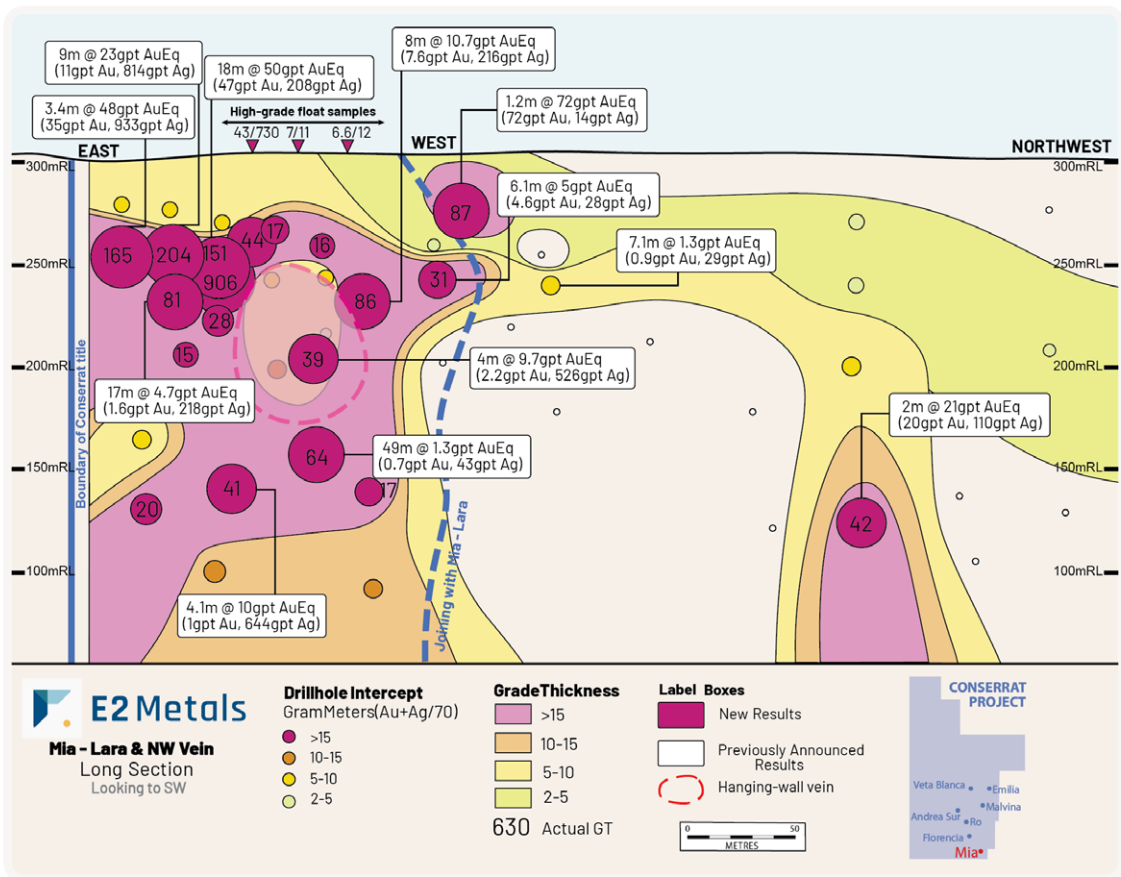 8m @ 10.7gpt AuEq
(7.6gpt Au, 216gpt Ag)
9m @ 23gpt AuEq
(11gpt Au, 814gpt Ag)
18m @ 50gpt AuEq
(47gpt Au, 208gpt Ag)
3.4m @ 48gpt AuEq
(35gpt Au, 933gpt Ag)
High-grade float samples
43/730 7/11 6.6/12
1.2m @ 72gpt AuEq
(72gpt Au, 14gpt Ag)
EAST
WEST
NORTHWEST
300mRL
300mRL
6.1m @ 5gpt AuEq
(4.6gpt Au, 28gpt Ag)
87
7.1m @ 1.3gpt AuEq
(0.9gpt Au, 29gpt Ag)
165
204
151
44
17
16
250mRL
250mRL
906
31
81
86
28
15
39
200mRL
200mRL
4m @ 9.7gpt AuEq
(2.2gpt Au, 526gpt Ag)
17m @ 4.7gpt AuEq
(1.6gpt Au, 218gpt Ag)
2m @ 21gpt AuEq
(20gpt Au, 110gpt Ag)
49m @ 1.3gpt AuEq
(0.7gpt Au, 43gpt Ag)
64
150mRL
150mRL
41
17
20
42
Boundary of Conserrat title
Joining with Mia - Lara
100mRL
100mRL
4.1m @ 10gpt AuEq
(1gpt Au, 644gpt Ag)
E2 Metals
Mia - Lara & NW Vein
Long Section
Looking to SW
Drillhole Intercept
GramMeters(Au+Ag/70)
>15
10-15
5-10
2-5
GradeThickness
>15
10-15
5-10
2-5
630 Actual GT
Label Boxes
New Results
Previously Announced
Results
Hanging-wall vein
0 50
METRES
CONSERRAT
PROJECT
Veta Blanca
Emilia
Malvina
Andrea Sur
Ro
Florencia
Mia